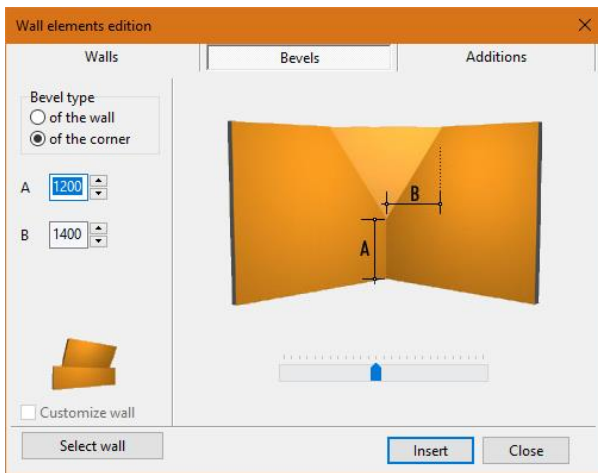 Wall elements edition
Walls
Bevels
Additions
Bevel type
of the wall
of the corner
A 1200
B 1400
B
A
Customize wall
Select wall
Insert
Close